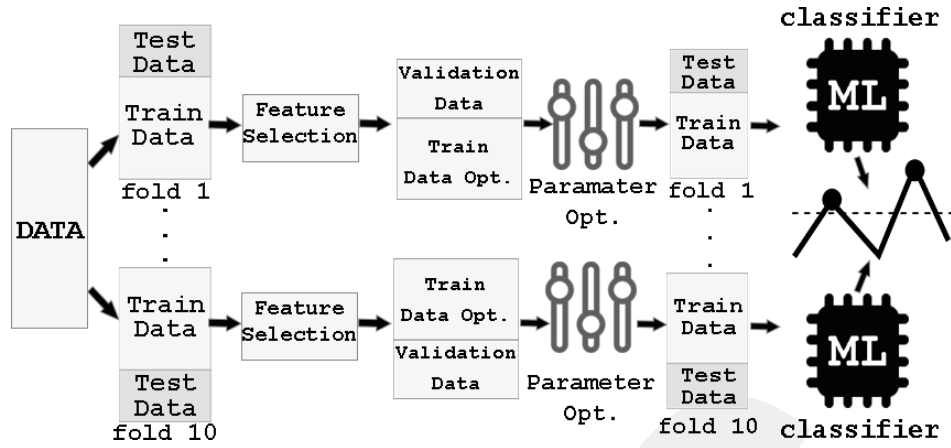 DATA
Test
Data
Train
Data
fold 1
Feature
Selection
Validation
Data
Train
Data Opt.
Paramater
Opt.
Test
Data
Train
Data
fold 1
classifier
ML
Train
Data
Test
Data
fold 10
Feature
Selection
Train
Data Opt.
Validation
Data
Parameter
Opt.
Train
Data
Test
Data
fold 10
ML
classifier